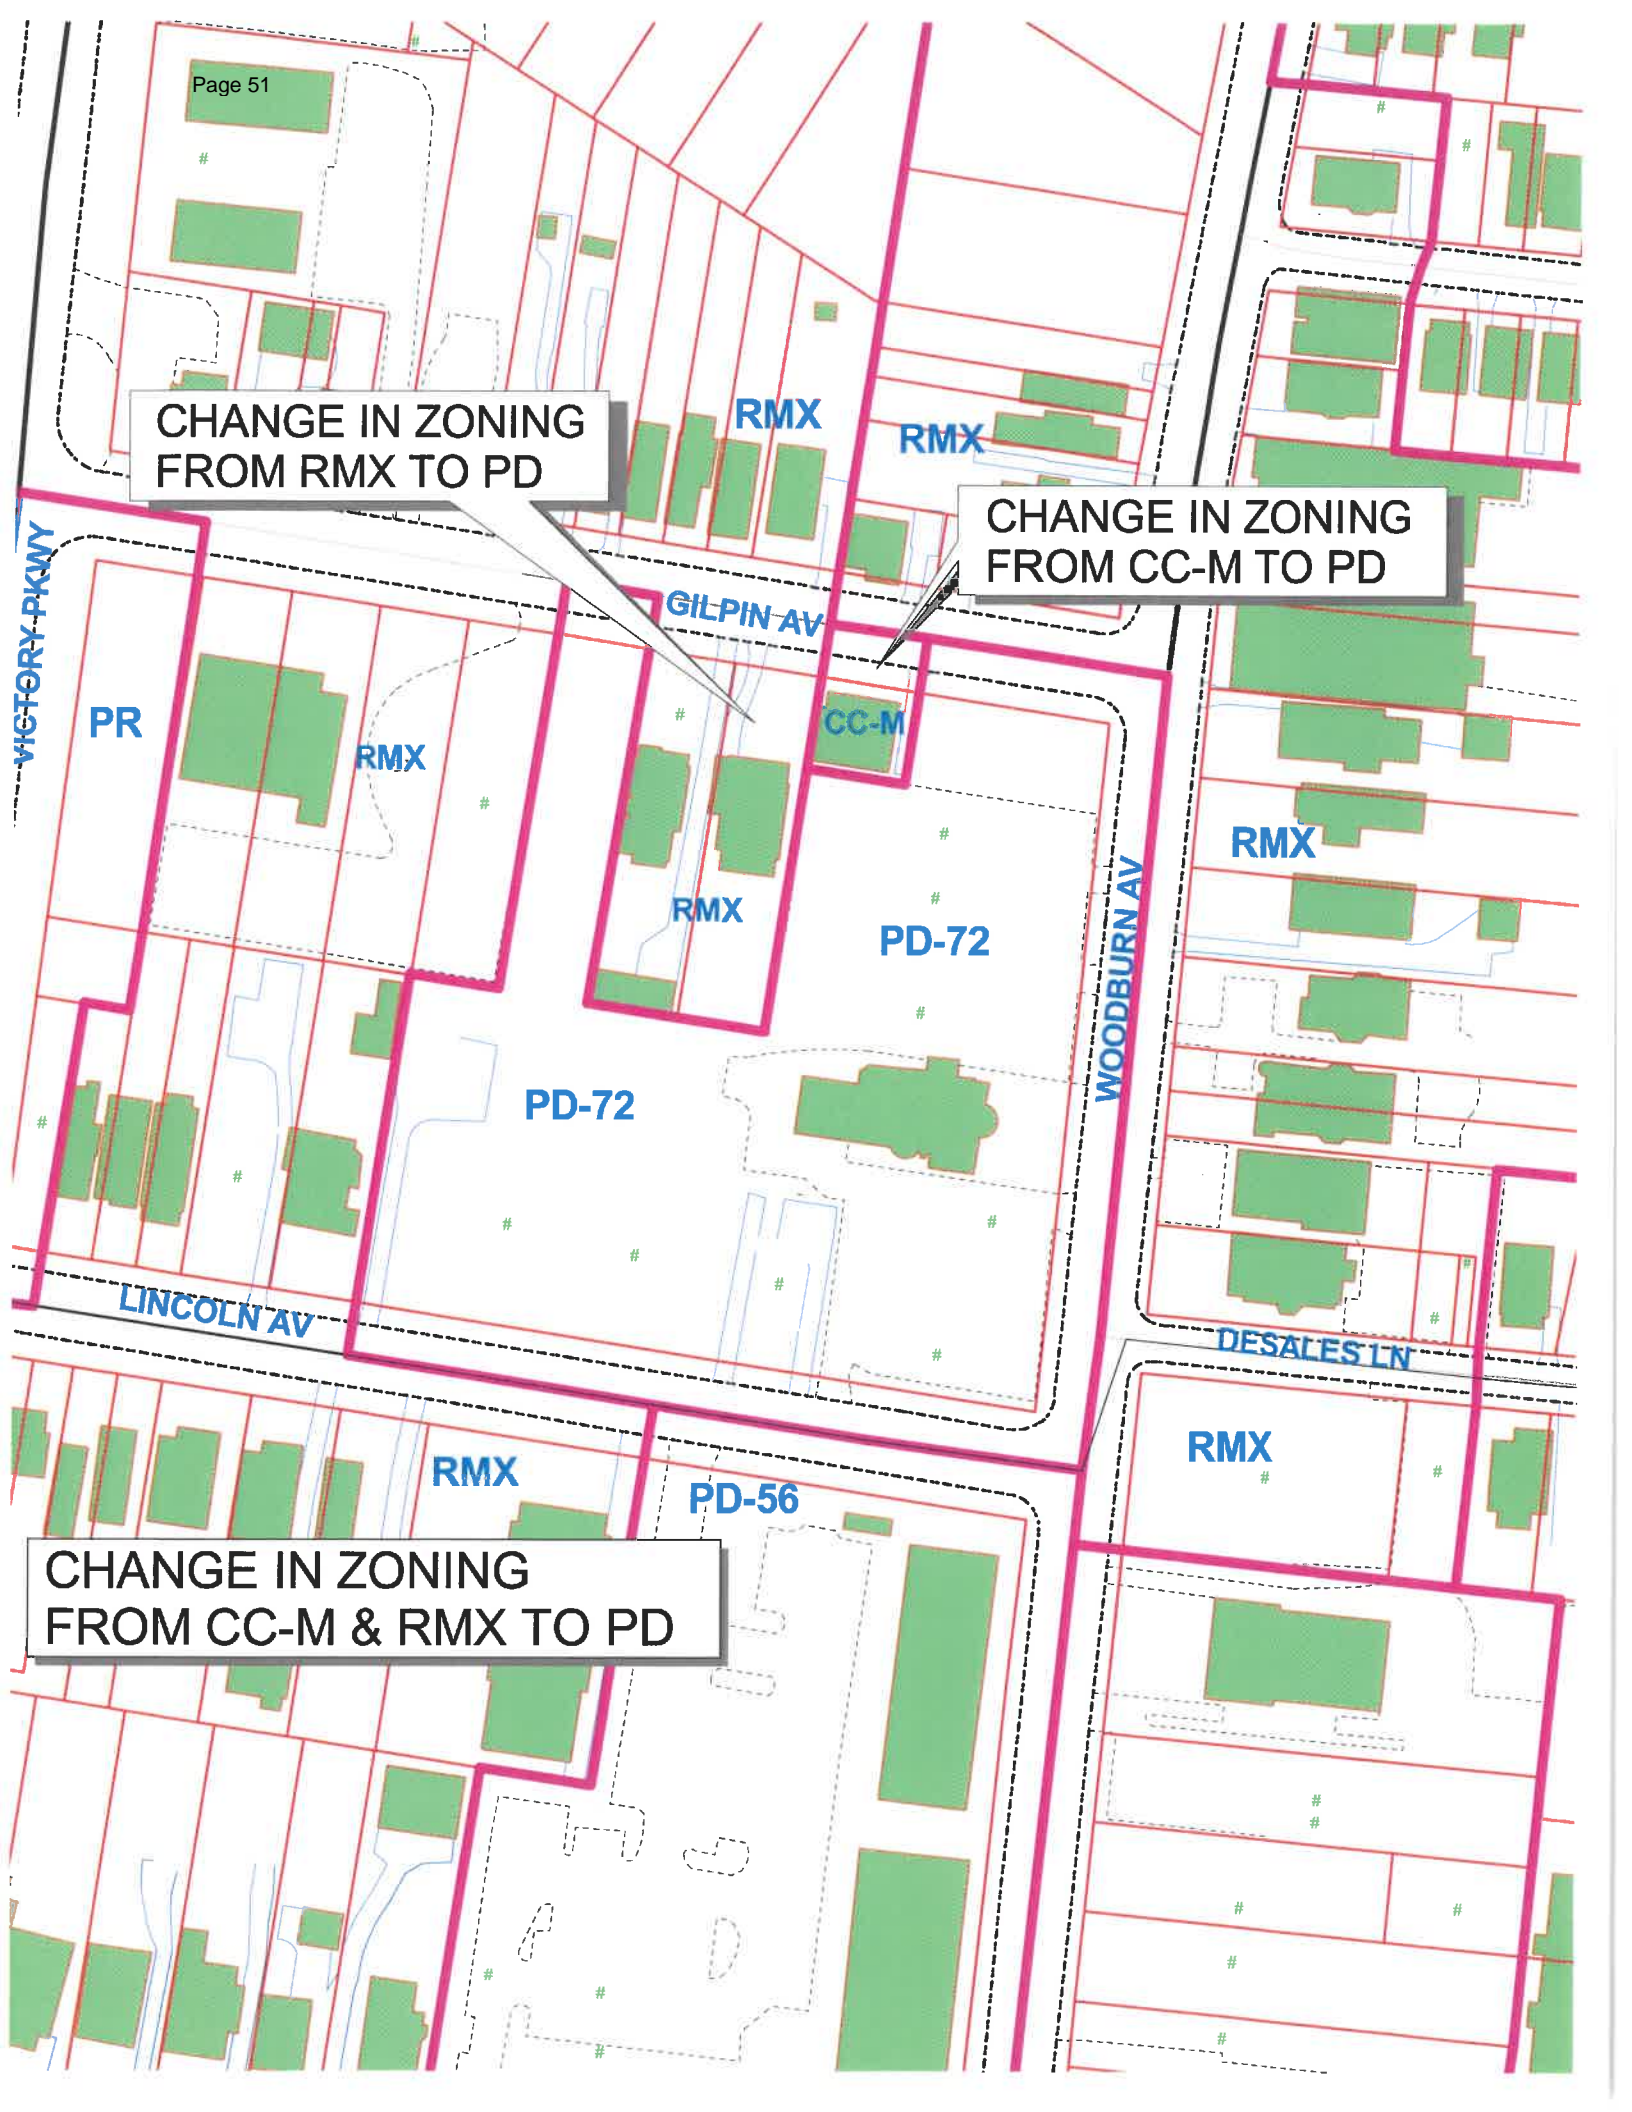 Page 51
CHANGE IN ZONING
FROM RMX TO PD
RMX
RMX
CHANGE IN ZONING
FROM CC-M TO PD
VICTORY PKWY
GILPIN AV
PR
RMX
CC-M
RMX
RMX
PD-72
WOODBURN AV
PD-72
LINCOLN AV
DESALES LN
RMX
RMX
PD-56
CHANGE IN ZONING
FROM CC-M & RMX TO PD